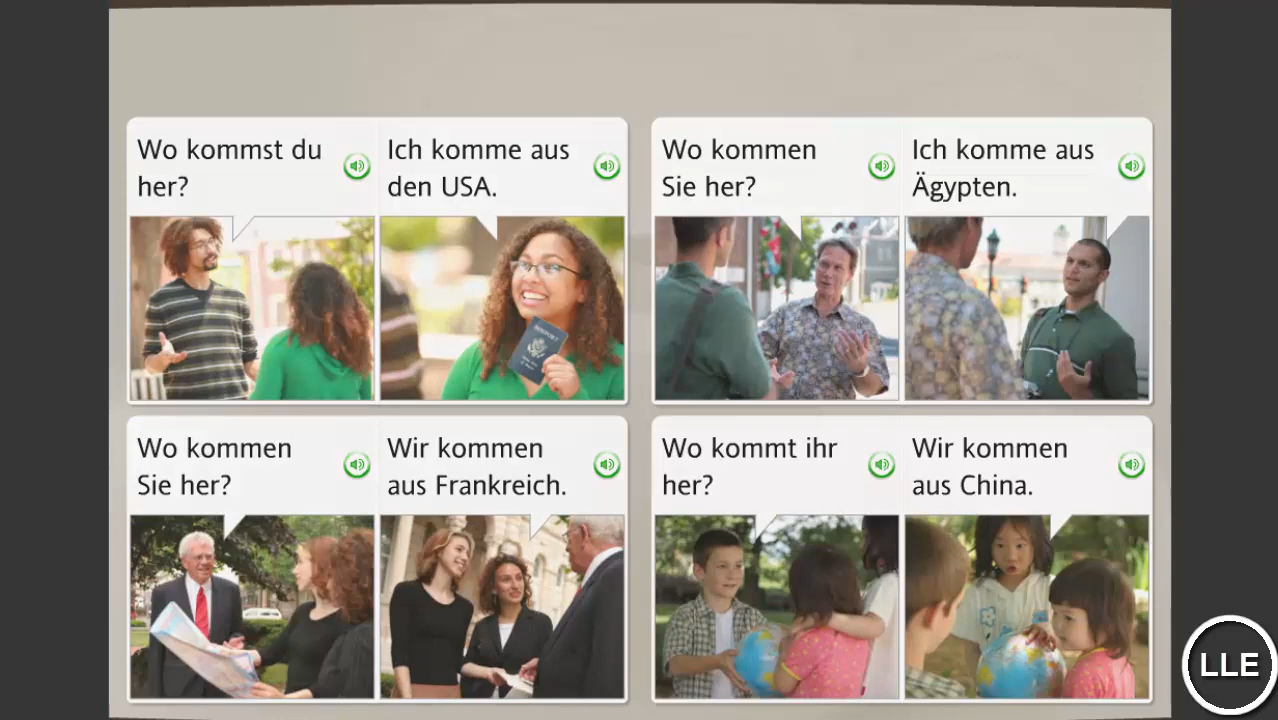 Wo kommst du
her?
Ich komme aus
den USA.
Wo kommen
Sie her?
Ich komme aus
Ägypten.
Wo kommen
Sie her?
Wir kommen
aus Frankreich.
Wo kommt ihr
her?
Wir kommen
aus China.
PASSPORT
LLE